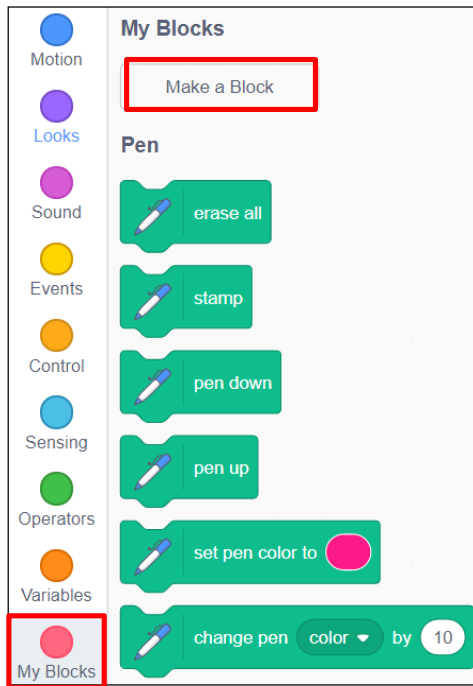 Motion
Looks
Sound
Events
Control
Sensing
Operators
Variables
My Blocks
My Blocks
Make a Block
Pen
erase all
stamp
pen down
pen up
set pen color to
change pen color by 10